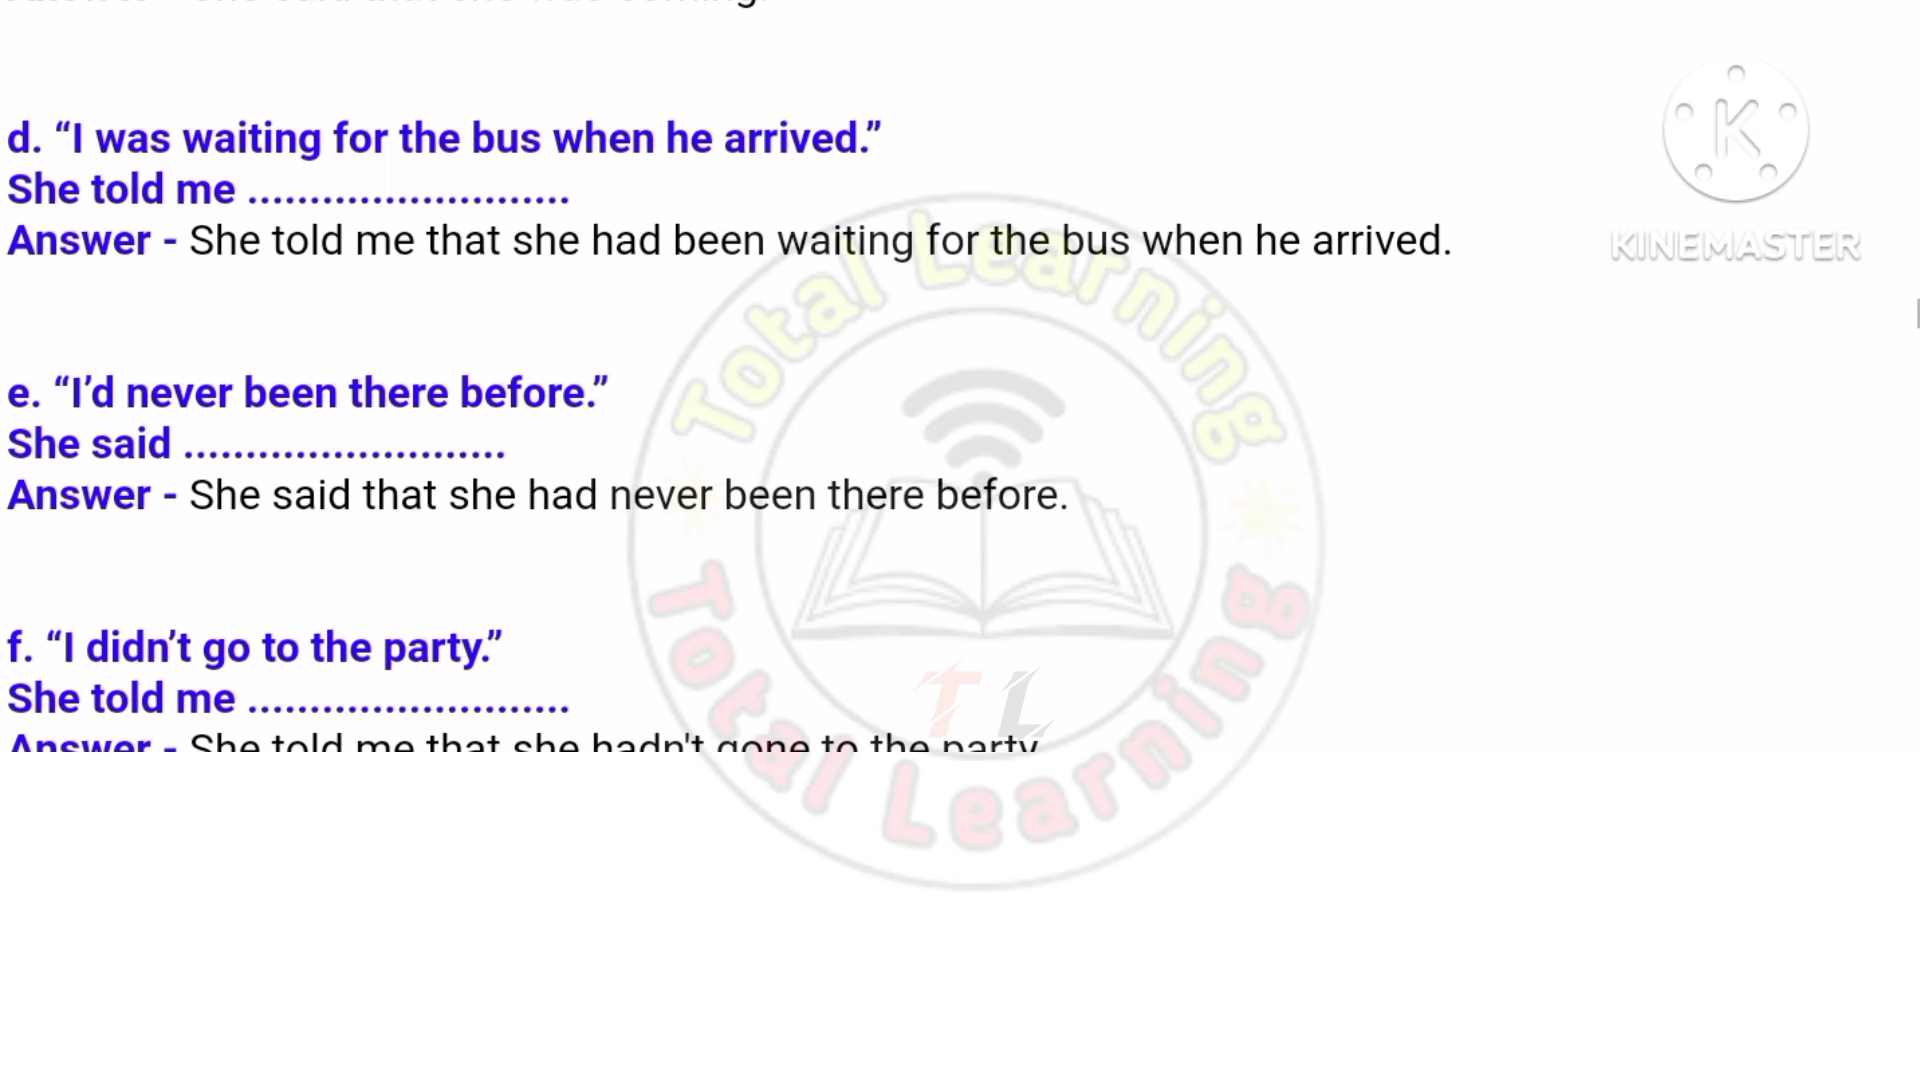 she was coming.
d. “I was waiting for the bus when he arrived.”
She told me ..........................
Answer - She told me that she had been waiting for the bus when he arrived.
e. “I’d never been there before.”
She said ..........................
Answer - She said that she had never been there before.
f. “I didn’t go to the party.”
She told me ..........................
Answer - She told me that she hadn't gone to the party
K
KINEMASTER
Total Learning
TL
Total Learning